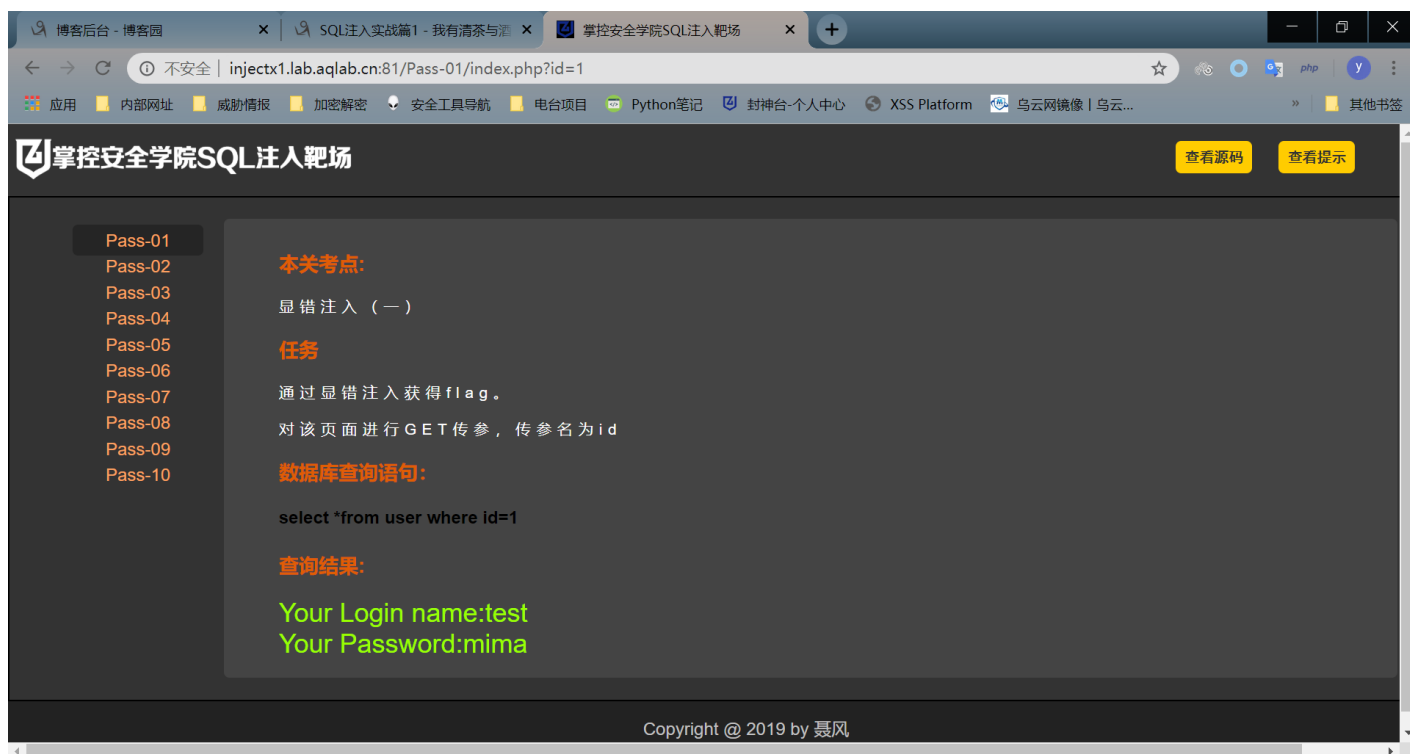 博客后台 - 博客园
SQL注入实战篇1 - 我有清茶与酒
掌控安全学院SQL注入靶场
不安全 | injectx1.lab.aqlab.cn:81/Pass-01/index.php?id=1
php
y
应用 内部网址 威胁情报 加密解密 安全工具导航 电台项目 Python笔记 封神台-个人中心 XSS Platform 乌云网镜像 | 乌云... » 其他书签
掌控安全学院SQL注入靶场
查看源码 查看提示
Pass-01
Pass-02
Pass-03
Pass-04
Pass-05
Pass-06
Pass-07
Pass-08
Pass-09
Pass-10
本关考点:
显错注入（一）
任务
通过显错注入获得flag。
对该页面进行GET传参，传参名为id
数据库查询语句:
select *from user where id=1
查询结果:
Your Login name:test
Your Password:mima
Copyright @ 2019 by 聂风